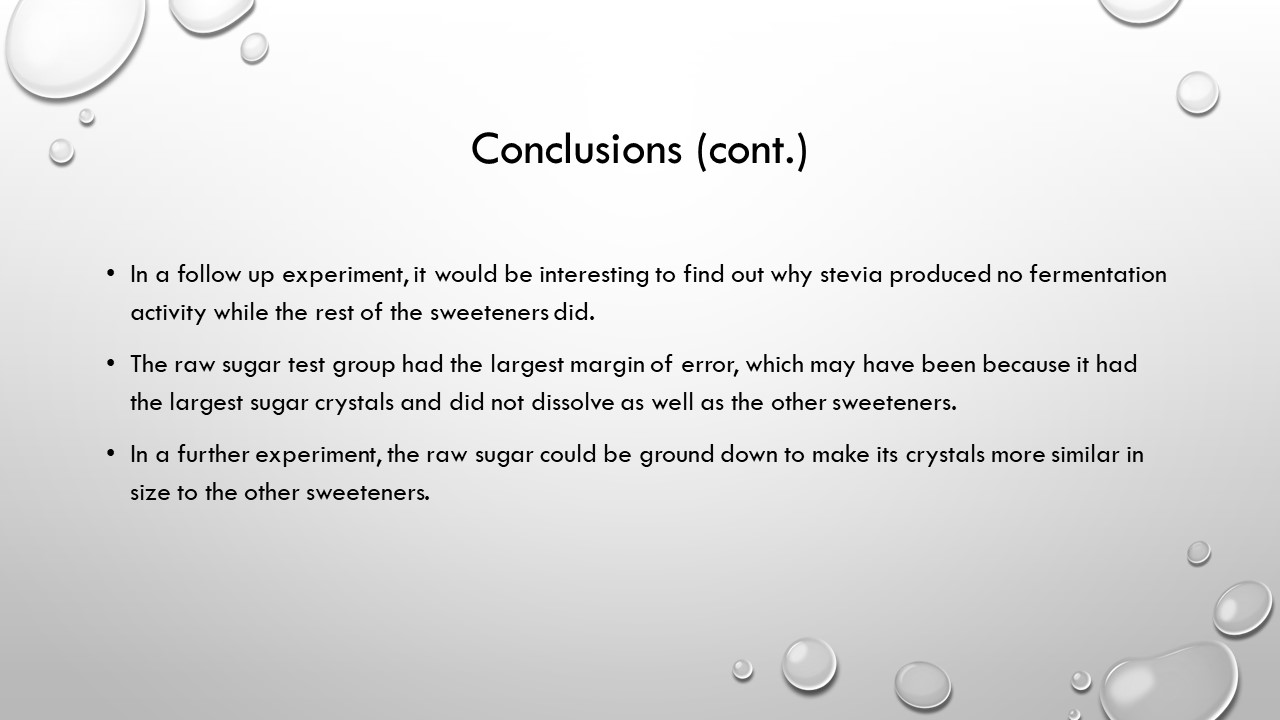 Conclusions (cont.)
• In a follow up experiment, it would be interesting to find out why stevia produced no fermentation
activity while the rest of the sweeteners did.
• The raw sugar test group had the largest margin of error, which may have been because it had
the largest sugar crystals and did not dissolve as well as the other sweeteners.
• In a further experiment, the raw sugar could be ground down to make its crystals more similar in
size to the other sweeteners.